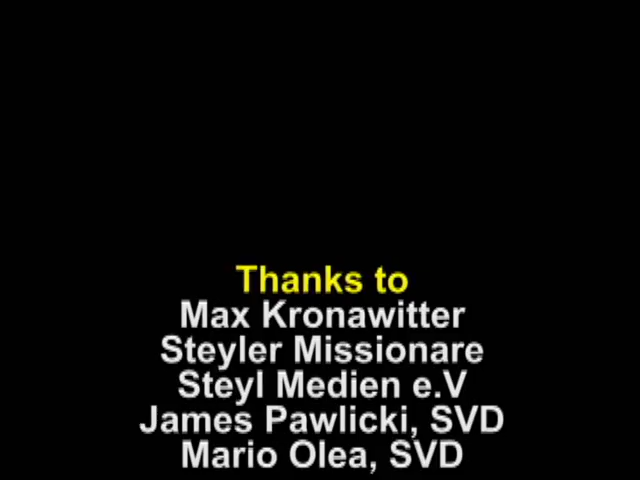 Thanks to
Max Kronawitter
Steyler Missionare
Steyl Medien e.V
James Pawlicki, SVD
Mario Olea, SVD